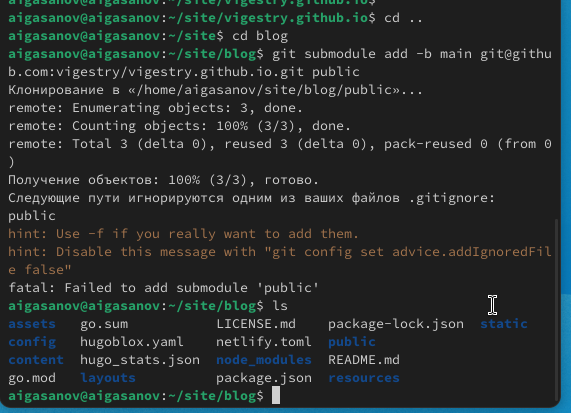 aigasanov@aigasanov:~/site/vigestry.github.io$
aigasanov@aigasanov:~/site/vigestry.github.io$ cd ..
aigasanov@aigasanov:~/site$ cd blog
aigasanov@aigasanov:~/site/blog$ git submodule add -b main git@githu
b.com:vigestry/vigestry.github.io.git public
Клонирование в «/home/aigasanov/site/blog/public»...
remote: Enumerating objects: 3, done.
remote: Counting objects: 100% (3/3), done.
remote: Total 3 (delta 0), reused 3 (delta 0), pack-reused 0 (from 0
)
Получение объектов: 100% (3/3), готово.
Следующие пути игнорируются одним из ваших файлов .gitignore:
public
hint: Use -f if you really want to add them.
hint: Disable this message with "git config set advice.addIgnoredFil
e false"
fatal: Failed to add submodule 'public'
aigasanov@aigasanov:~/site/blog$ ls
assets go.sum LICENSE.md package-lock.json static
config hugoblox.yaml netlify.toml public
content hugo_stats.json node_modules README.md
go.mod layouts package.json resources
aigasanov@aigasanov:~/site/blog$